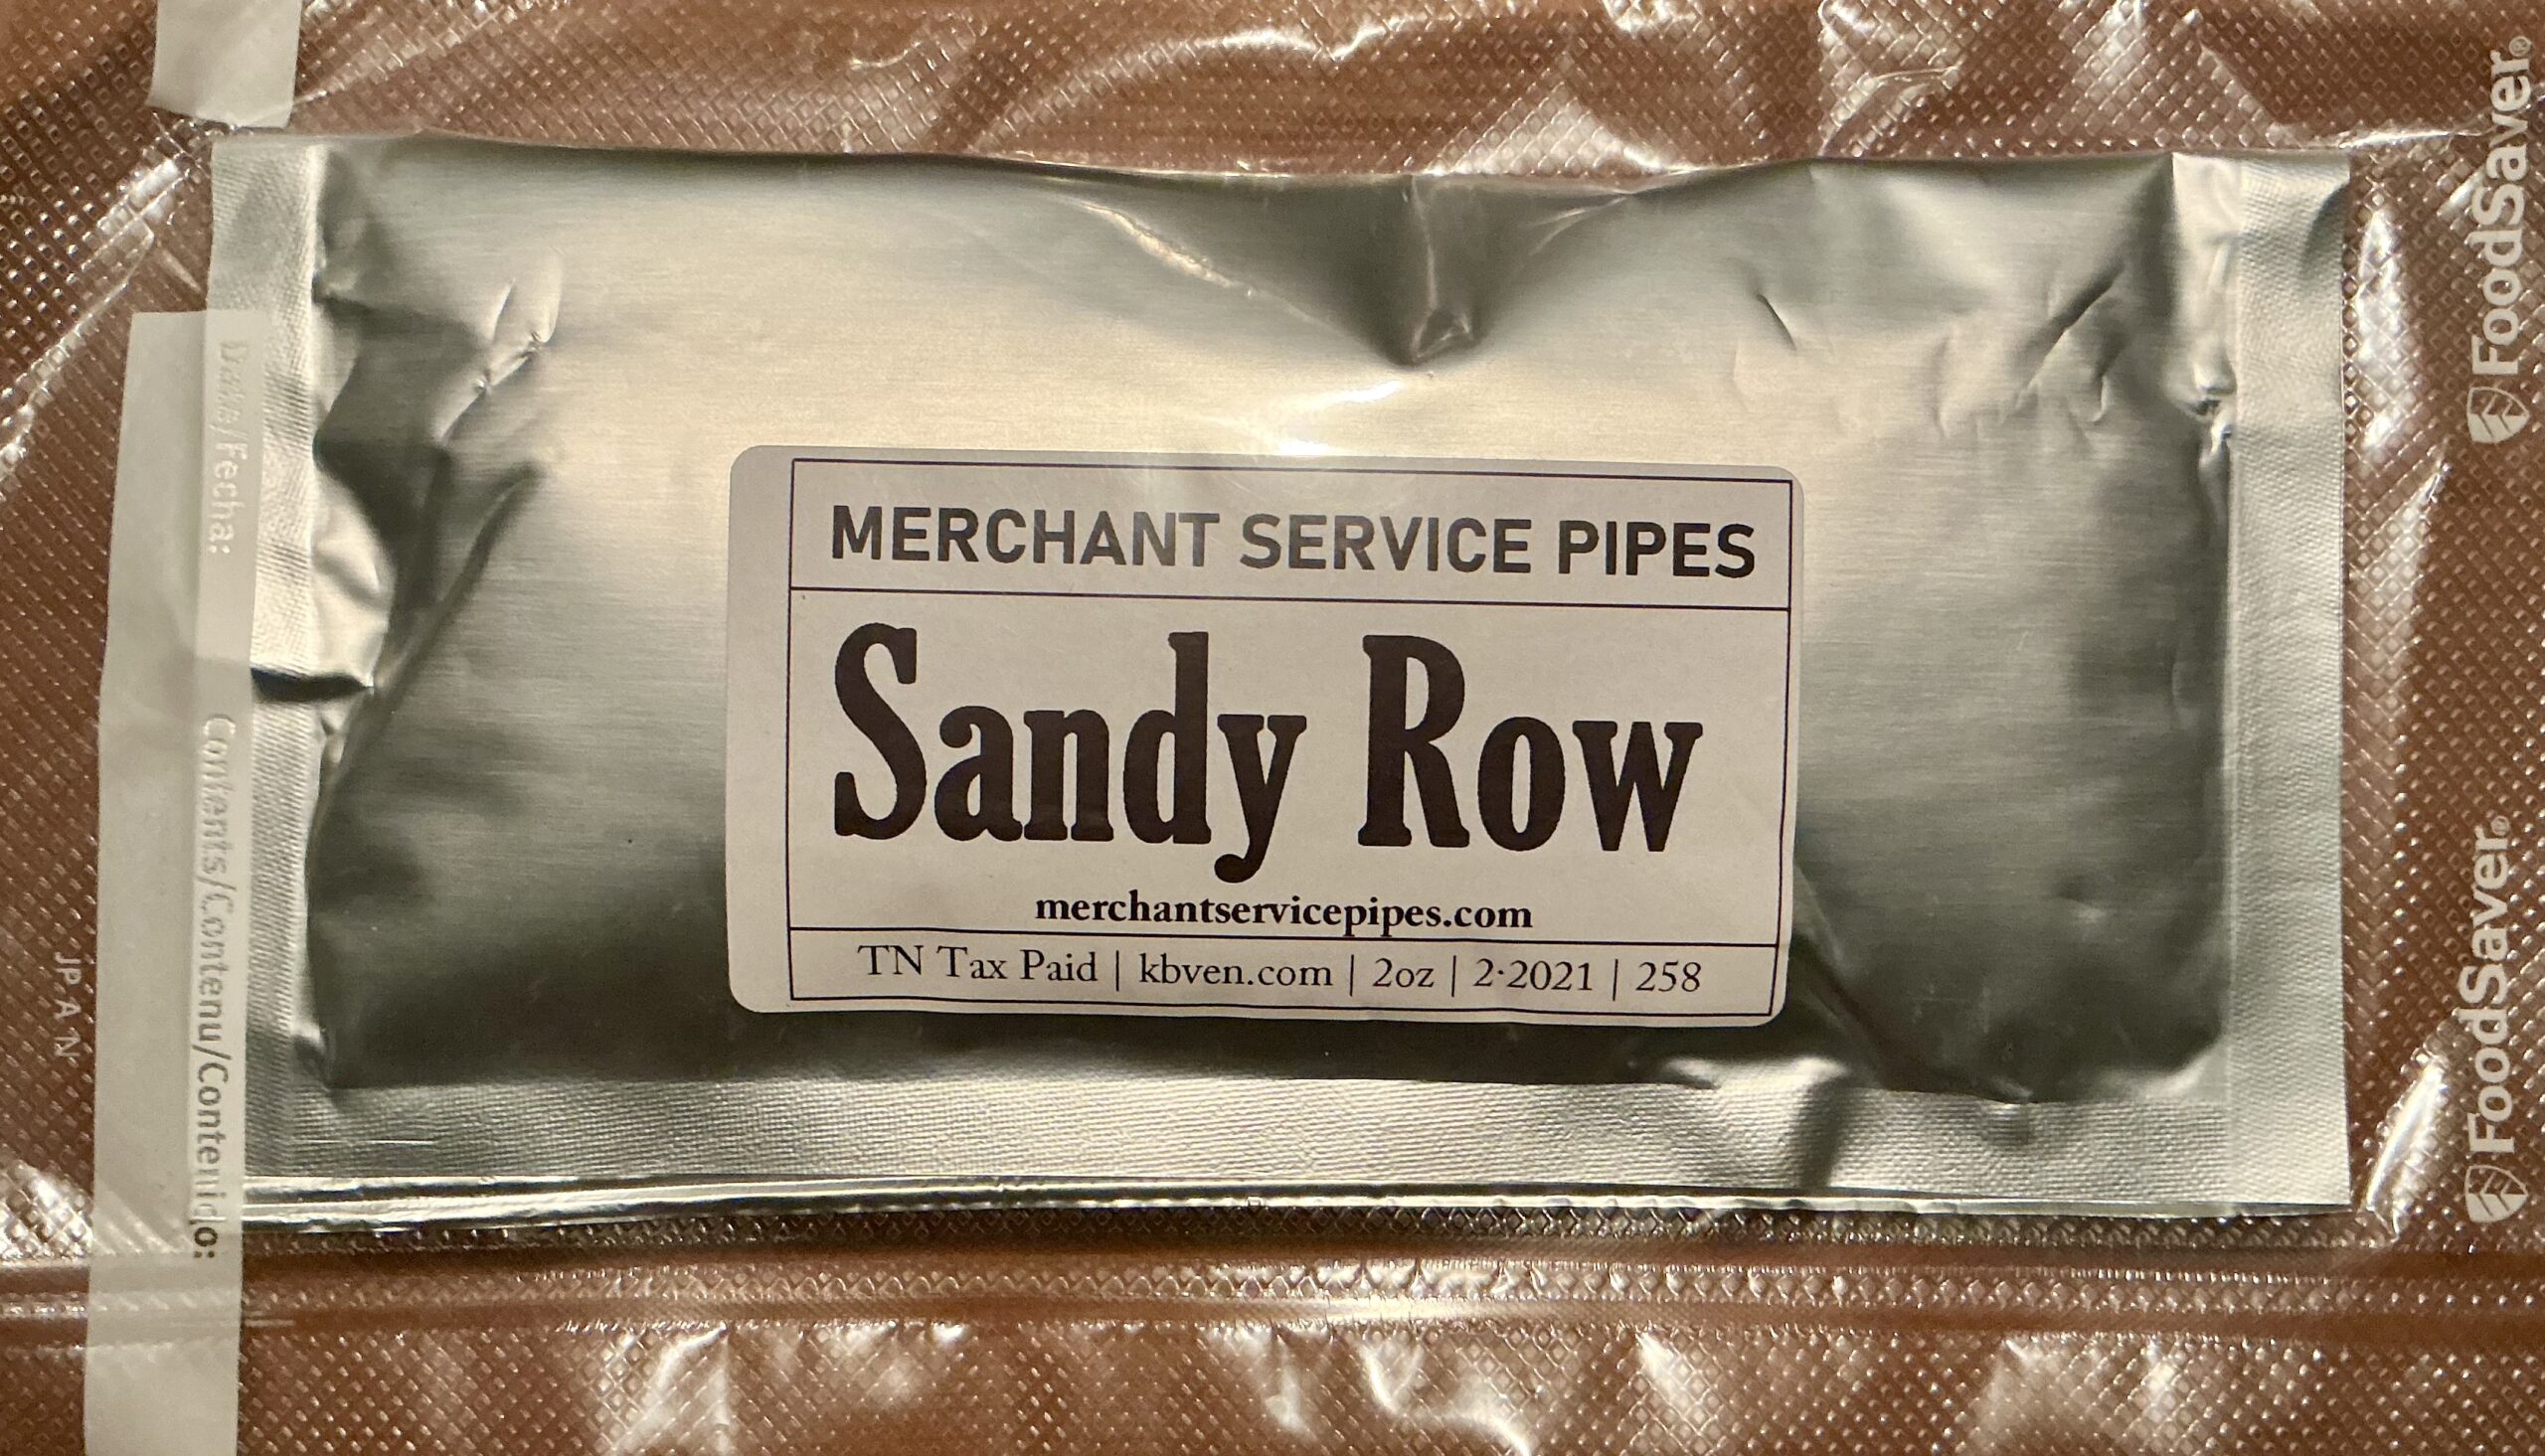 MERCHANT SERVICE PIPES
Sandy Row
merchantservicepipes.com
TN Tax Paid | kbven.com | 2oz | 2·2021 | 258
Date/Fecha:
Contents/Contenu/Contenido:
JPAN
FoodSaver®
FoodSaver®